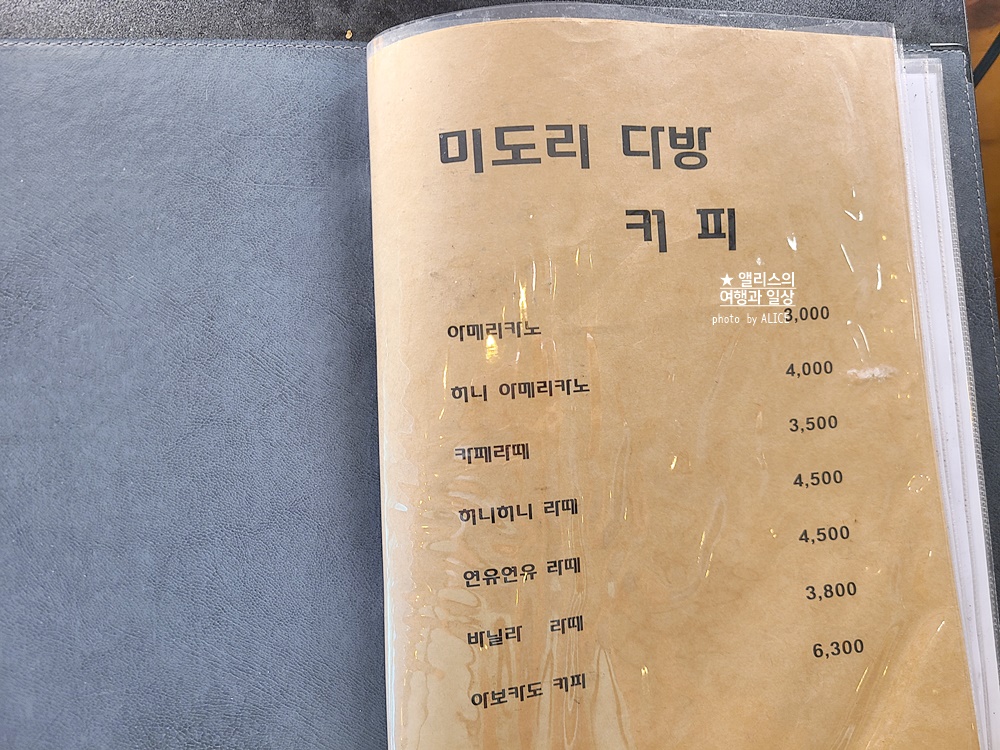 미도리 다방
커 피
★ 앨리스의
여행과 일상
photo by ALICE
아메리카노 3,000
허니 아메리카노 4,000
카페라떼 3,500
허니허니 라떼 4,500
연유연유 라떼 4,500
바닐라 라떼 3,800
아보카도 커피 6,300